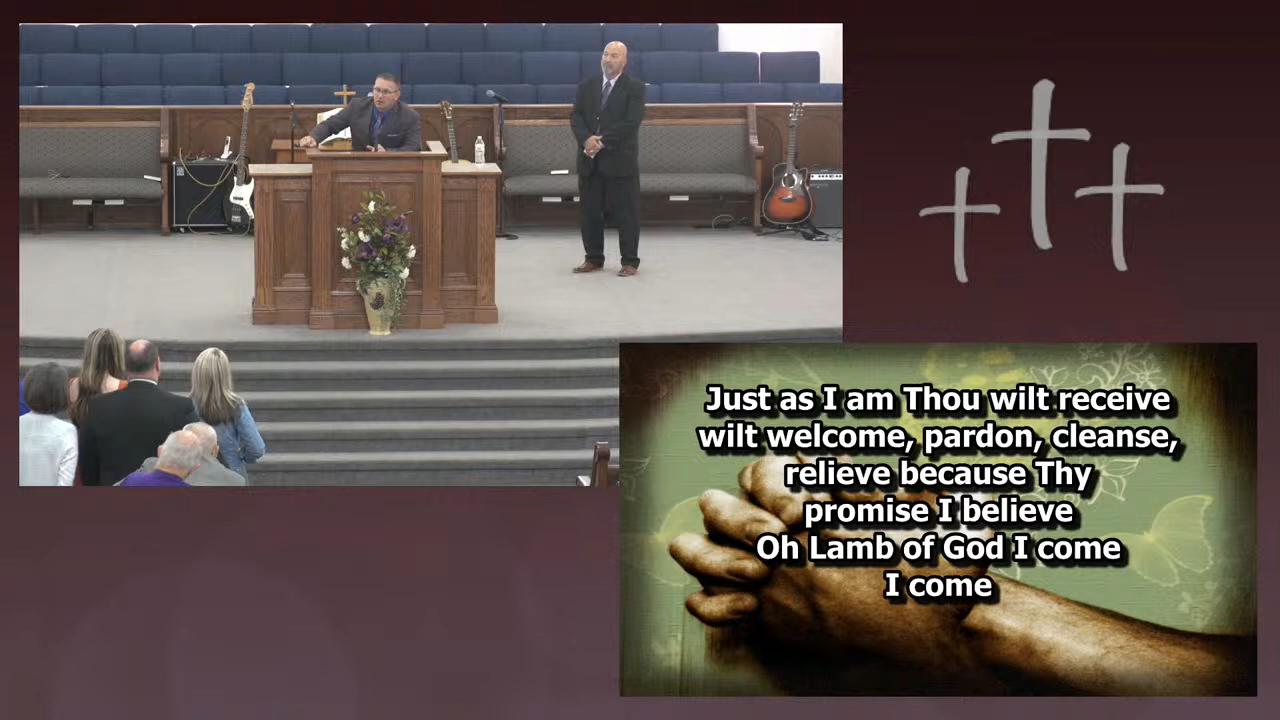 Just as I am Thou wilt receive
wilt welcome, pardon, cleanse,
relieve because Thy
promise I believe
Oh Lamb of God I come
I come